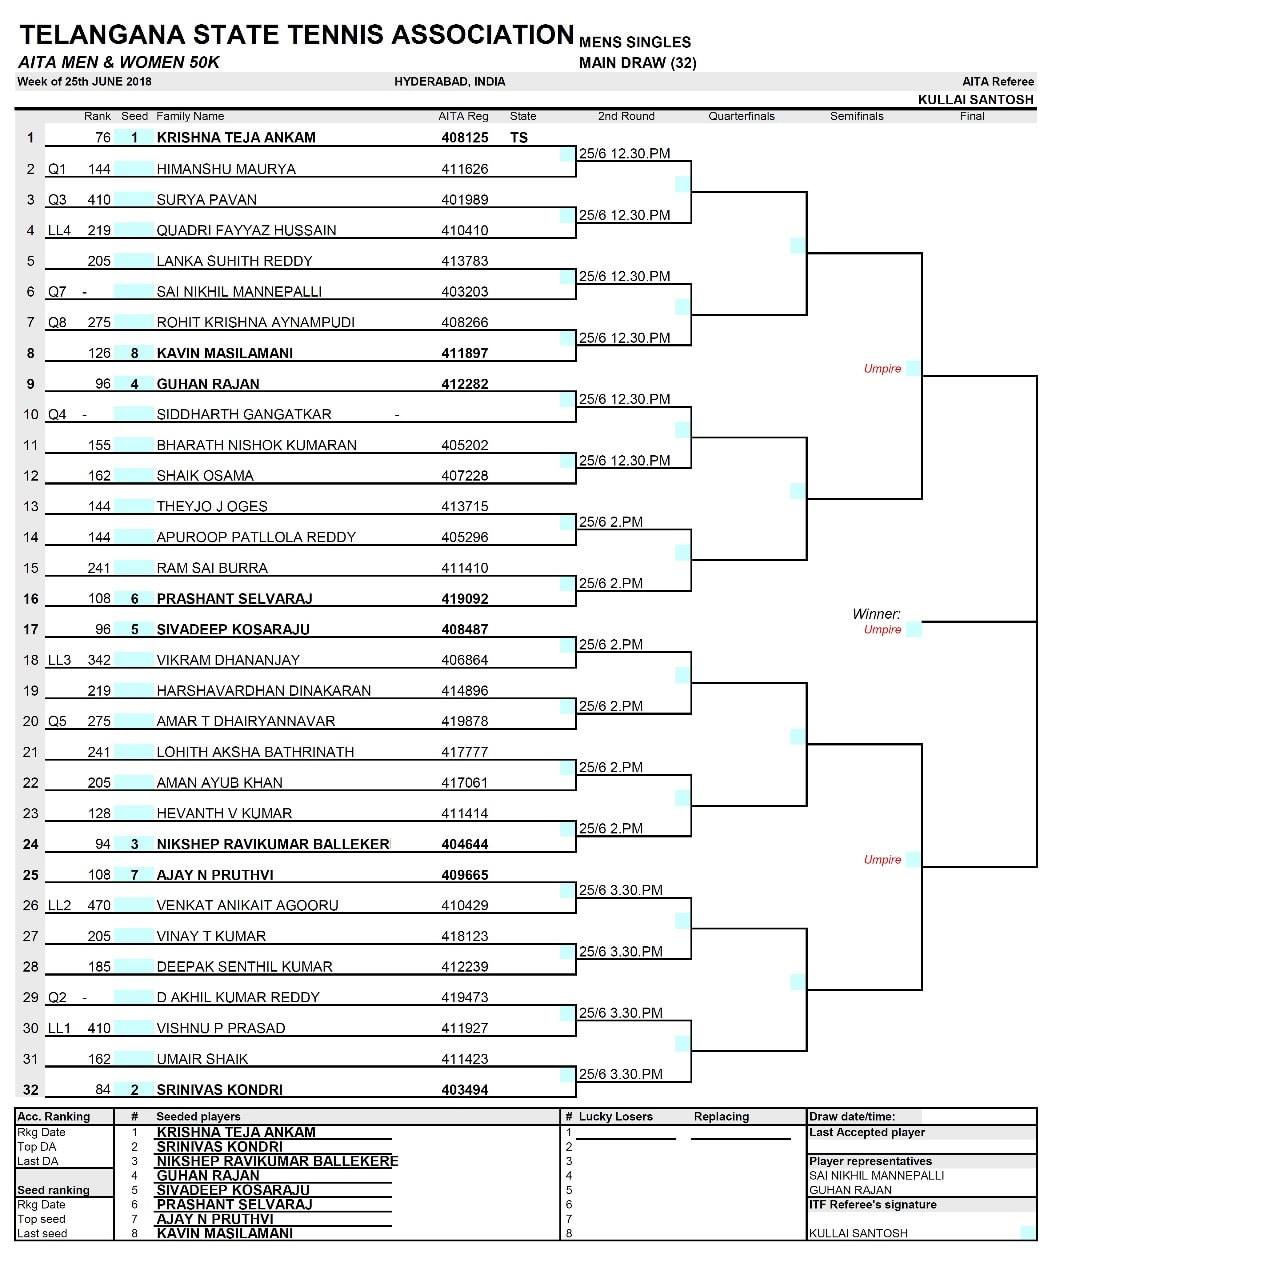 TELANGANA STATE TENNIS ASSOCIATION MENS SINGLES
AITA MEN & WOMEN 50K MAIN DRAW (32)
Week of 25th JUNE 2018 HYDERABAD, INDIA AITA Referee
KULLAI SANTOSH
Rank Seed Family Name AITA Reg State 2nd Round Quarterfinals Semifinals Final
1 76 1 KRISHNA TEJA ANKAM 408125 TS
25/6 12.30.PM
2 Q1 144 HIMANSHU MAURYA 411626
3 Q3 410 SURYA PAVAN 401989
25/6 12.30.PM
4 LL4 219 QUADRI FAYYAZ HUSSAIN 410410
5 205 LANKA SUHITH REDDY 413783
25/6 12.30.PM
6 Q7 - SAI NIKHIL MANNEPALLI 403203
7 Q8 275 ROHIT KRISHNA AYNAMPUDI 408266
25/6 12.30.PM
8 126 8 KAVIN MASILAMANI 411897
Umpire
9 96 4 GUHAN RAJAN 412282
25/6 12.30.PM
10 Q4 - SIDDHARTH GANGATKAR -
11 155 BHARATH NISHOK KUMARAN 405202
25/6 12.30.PM
12 162 SHAIK OSAMA 407228
13 144 THEYJO J OGES 413715
25/6 2.PM
14 144 APUROOP PATLLOLA REDDY 405296
15 241 RAM SAI BURRA 411410
25/6 2.PM
16 108 6 PRASHANT SELVARAJ 419092
Winner:
17 96 5 SIVADEEP KOSARAJU 408487 Umpire
25/6 2.PM
18 LL3 342 VIKRAM DHANANJAY 406864
19 219 HARSHAVARDHAN DINAKARAN 414896
25/6 2.PM
20 Q5 275 AMAR T DHAIRYANNAVAR 419878
21 241 LOHITH AKSHA BATHRINATH 417777
25/6 2.PM
22 205 AMAN AYUB KHAN 417061
23 128 HEVANTH V KUMAR 411414
25/6 2.PM
24 94 3 NIKSHEP RAVIKUMAR BALLEKER 404644
Umpire
25 108 7 AJAY N PRUTHVI 409665
25/6 3.30.PM
26 LL2 470 VENKAT ANIKAIT AGOORU 410429
27 205 VINAY T KUMAR 418123
25/6 3.30.PM
28 185 DEEPAK SENTHIL KUMAR 412239
29 Q2 - D AKHIL KUMAR REDDY 419473
25/6 3.30.PM
30 LL1 410 VISHNU P PRASAD 411927
31 162 UMAIR SHAIK 411423
25/6 3.30.PM
32 84 2 SRINIVAS KONDRI 403494
Acc. Ranking # Seeded players # Lucky Losers Replacing Draw date/time:
Rkg Date 1 KRISHNA TEJA ANKAM 1 Last Accepted player
Top DA 2 SRINIVAS KONDRI 2
Last DA 3 NIKSHEP RAVIKUMAR BALLEKERE 3 Player representatives
4 GUHAN RAJAN 4 SAI NIKHIL MANNEPALLI
Seed ranking 5 SIVADEEP KOSARAJU 5 GUHAN RAJAN
Rkg Date 6 PRASHANT SELVARAJ 6 ITF Referee's signature
Top seed 7 AJAY N PRUTHVI 7
Last seed 8 KAVIN MASILAMANI 8 KULLAI SANTOSH